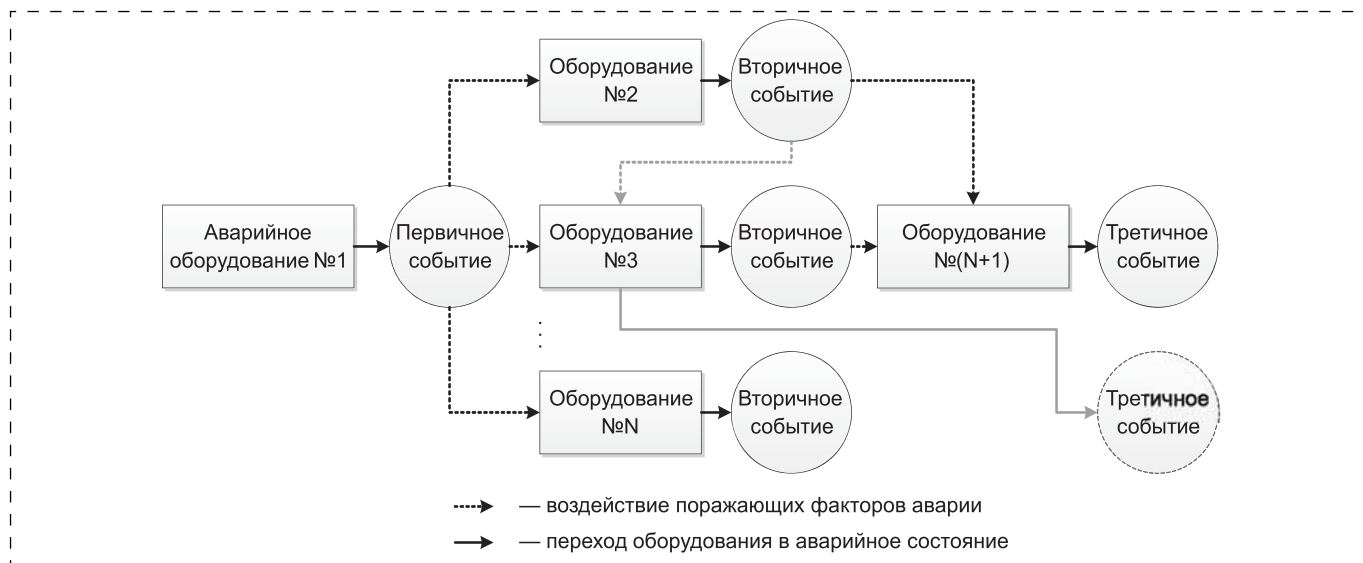 Оборудование
№2
Вторичное
событие
Аварийное
оборудование №1
Первичное
событие
Оборудование
№3
Вторичное
событие
Оборудование
№(N+1)
Третичное
событие
Оборудование
№N
Вторичное
событие
Третичное
событие
— воздействие поражающих факторов аварии
— переход оборудования в аварийное состояние